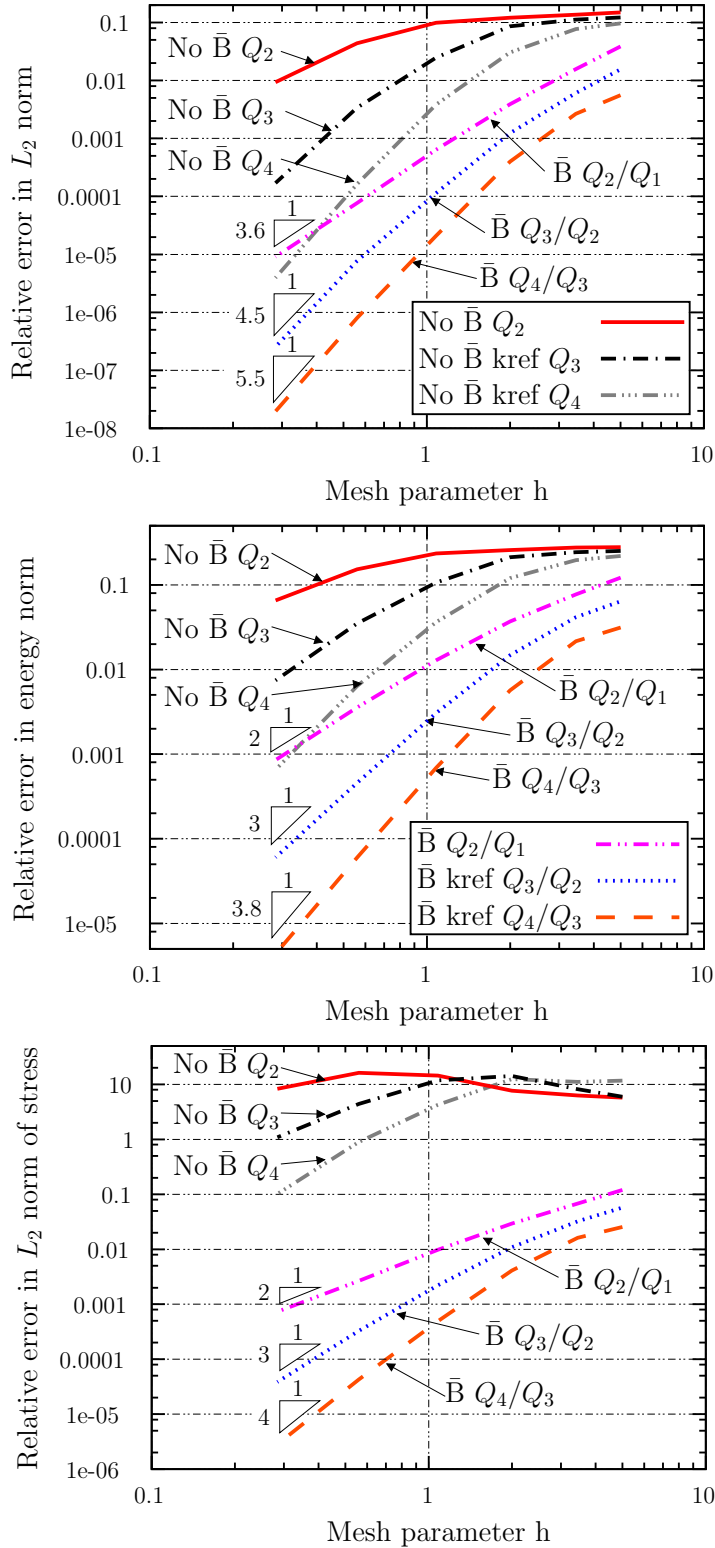 Relative error in L₂ norm
0.1
0.01
0.001
0.0001
1e-05
1e-06
1e-07
1e-08
No B̄ Q₂
No B̄ Q₃
No B̄ Q₄
B̄ Q₂/Q₁
B̄ Q₃/Q₂
B̄ Q₄/Q₃
1
3.6
1
4.5
1
5.5
No B̄ Q₂
No B̄ kref Q₃
No B̄ kref Q₄
0.1 1 10
Mesh parameter h
Relative error in energy norm
0.1
0.01
0.001
0.0001
1e-05
No B̄ Q₂
No B̄ Q₃
No B̄ Q₄
B̄ Q₂/Q₁
B̄ Q₃/Q₂
B̄ Q₄/Q₃
1
2
1
3
1
3.8
B̄ Q₂/Q₁
B̄ kref Q₃/Q₂
B̄ kref Q₄/Q₃
0.1 1 10
Mesh parameter h
Relative error in L₂ norm of stress
10
1
0.1
0.01
0.001
0.0001
1e-05
1e-06
No B̄ Q₂
No B̄ Q₃
No B̄ Q₄
B̄ Q₂/Q₁
B̄ Q₃/Q₂
B̄ Q₄/Q₃
1
2
1
3
1
4
0.1 1 10
Mesh parameter h